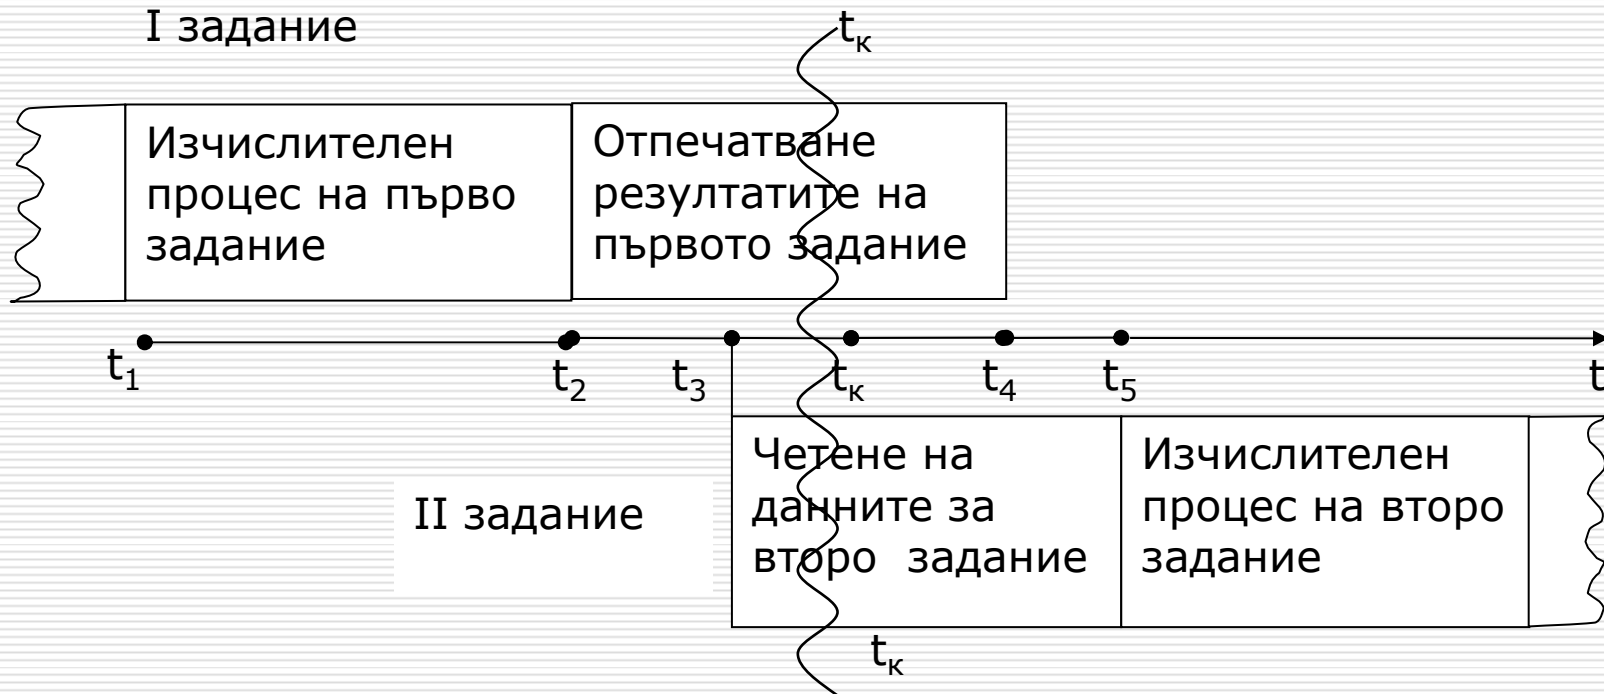 I задание
tк
Изчислителен
процес на първо
задание
Отпечатване
резултатите на
първото задание
t1
t2
t3
tк
t4
t5
t
Четене на
данните за
второ задание
Изчислителен
процес на второ
задание
II задание
tк